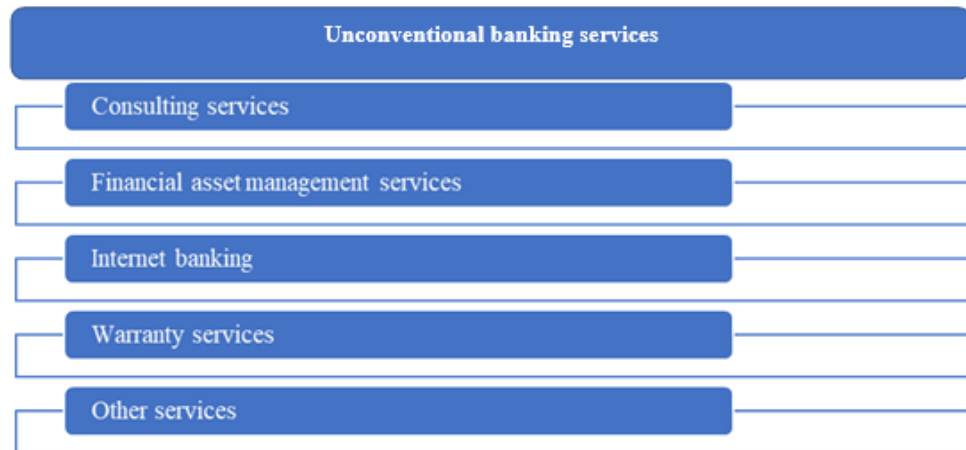 Unconventional banking services
Consulting services
Financial asset management services
Internet banking
Warranty services
Other services